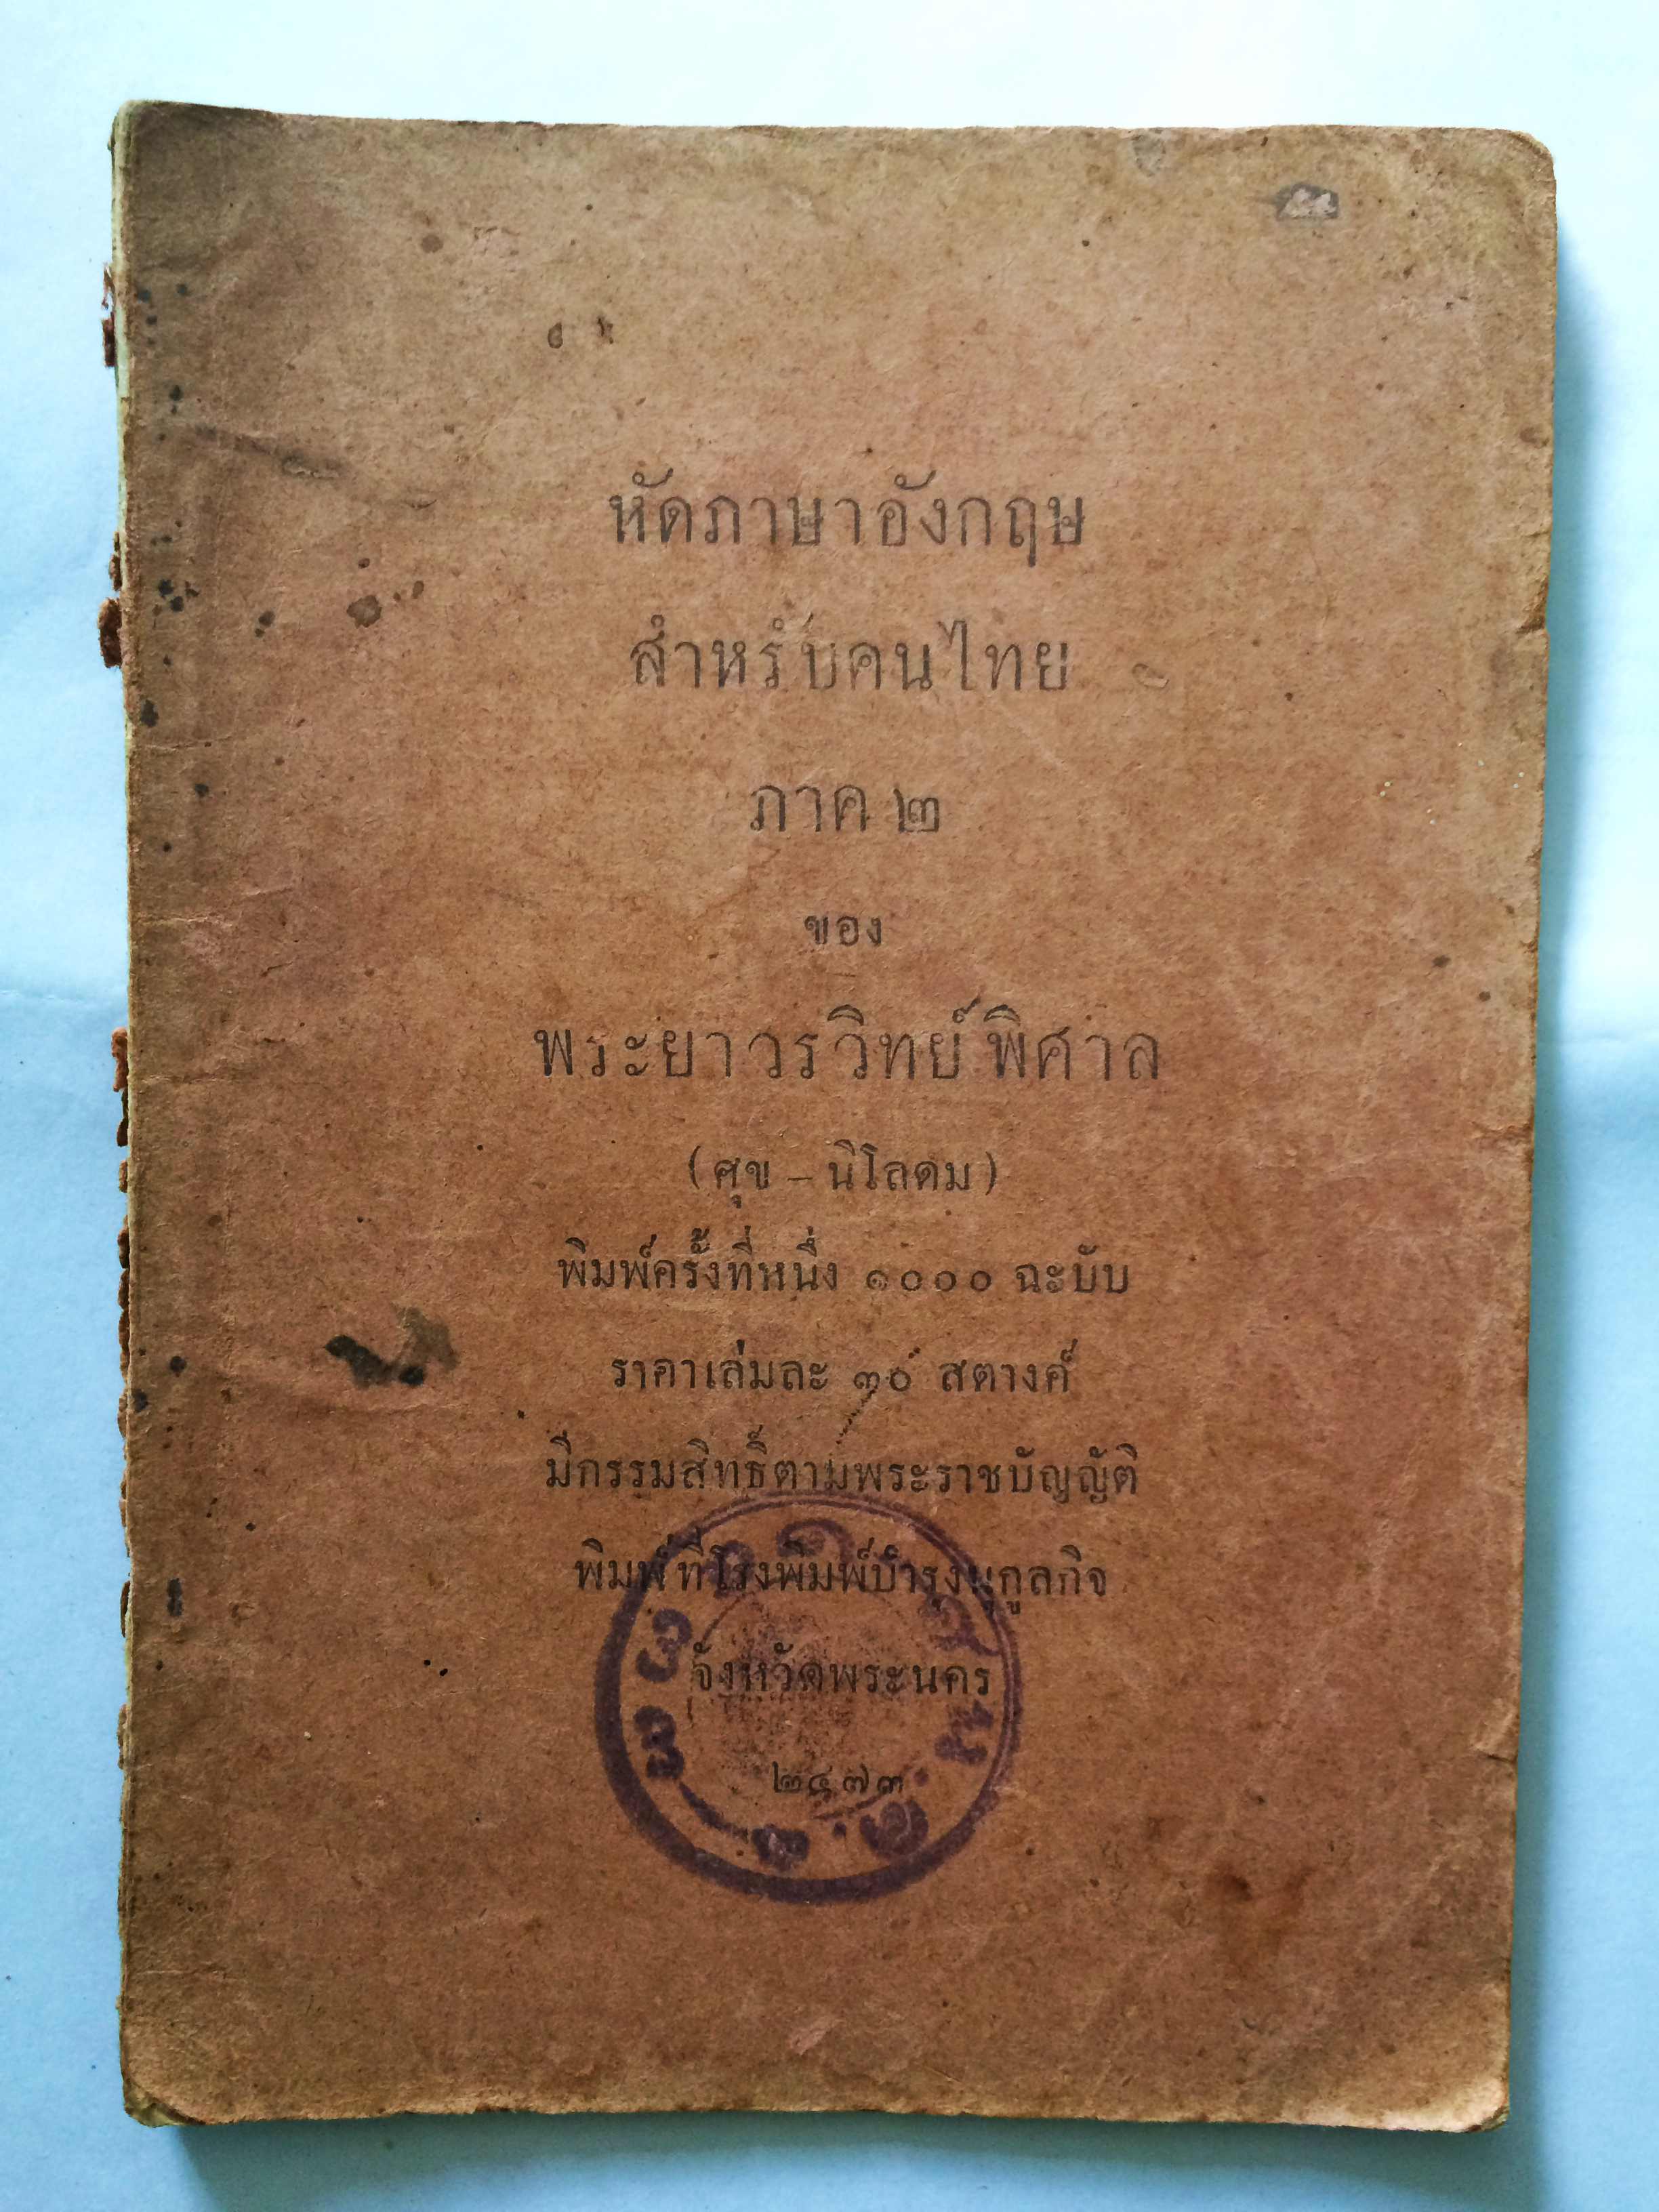 หัดภาษาอังกฤษ
สำหรับคนไทย
ภาค ๒
ของ
พระยาวรวิทย์พิศาล
(ศุข – นิโลดม)
พิมพ์ครั้งที่หนึ่ง ๑๐๐๐ ฉะบับ
ราคาเล่มละ ๓๐ สตางค์
มีกรรมสิทธิ์ตามพระราชบัญญัติ
พิมพ์ที่โรงพิมพ์บำรุงนุกูลกิจ
จังหวัดพระนคร
๒๔๗๓